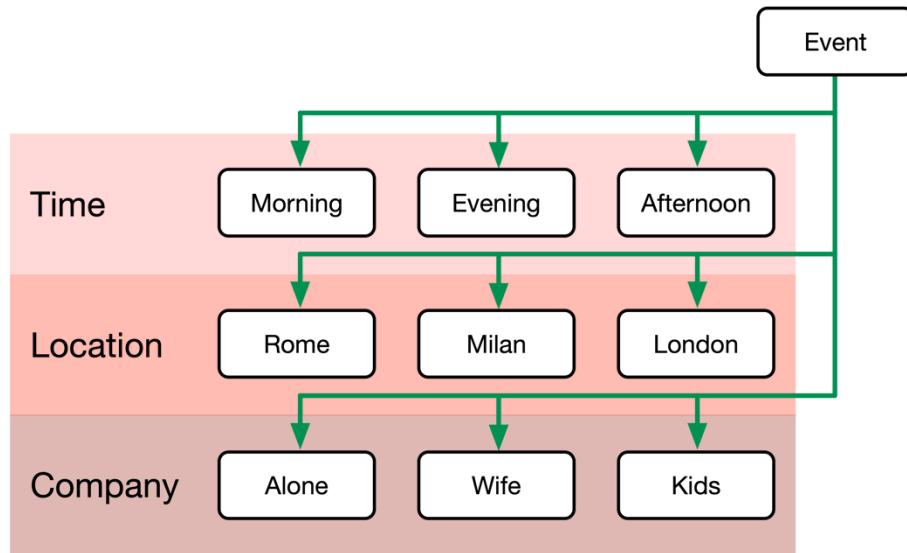 Event
Time
Morning
Evening
Afternoon
Location
Rome
Milan
London
Company
Alone
Wife
Kids